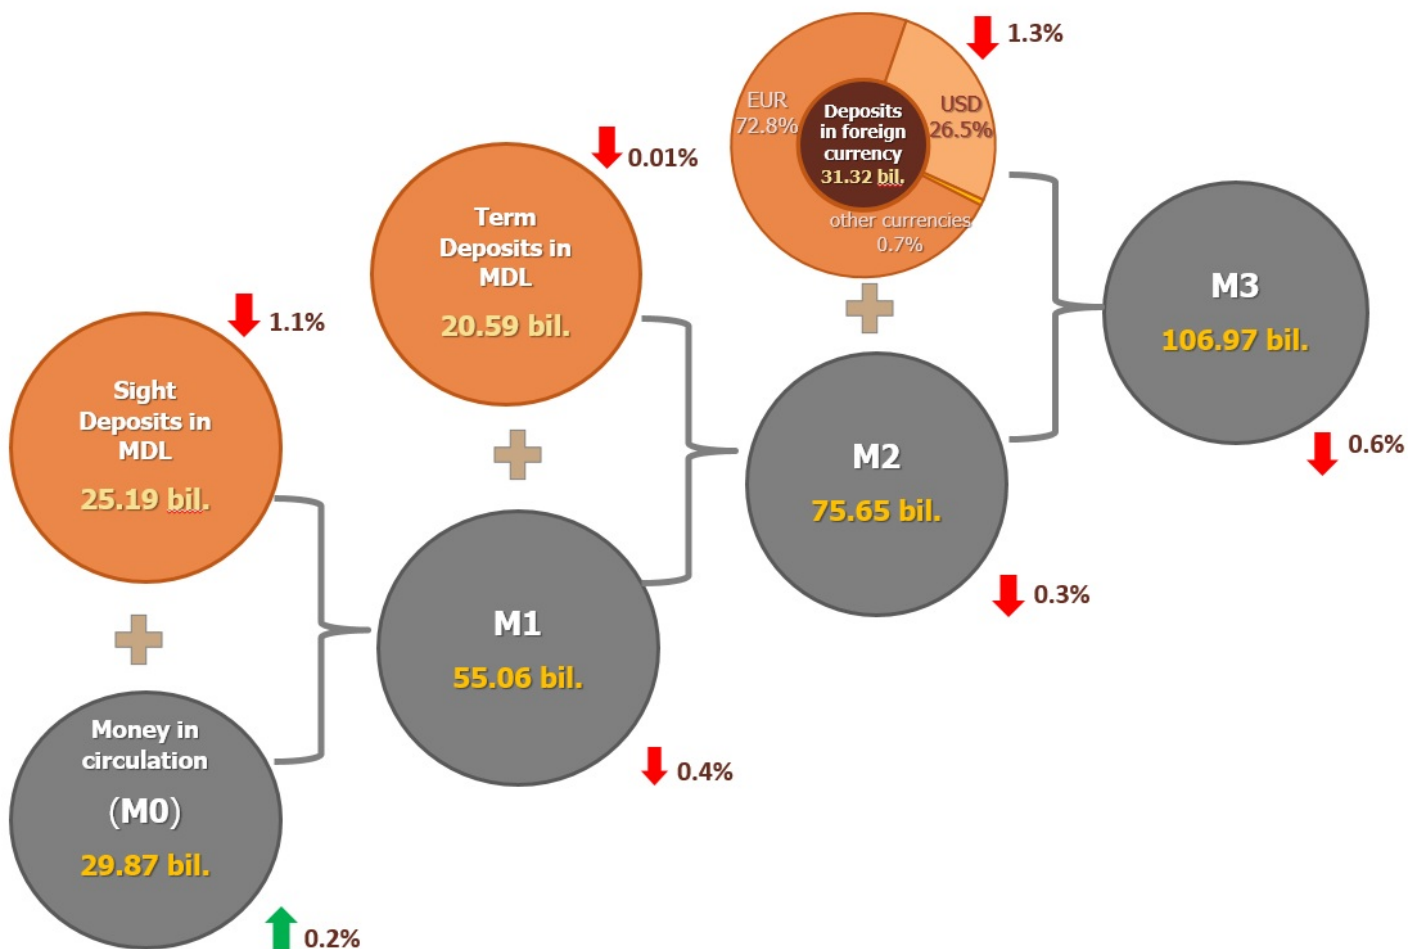 1.3%
EUR
72.8%
Deposits
in foreign
currency
31.32 bil.
USD
26.5%
other currencies
0.7%
0.01%
Term
Deposits in
MDL
20.59 bil.
M3
106.97 bil.
0.6%
1.1%
Sight
Deposits in
MDL
25.19 bil.
M2
75.65 bil.
0.3%
M1
55.06 bil.
0.4%
Money in
circulation
(M0)
29.87 bil.
0.2%